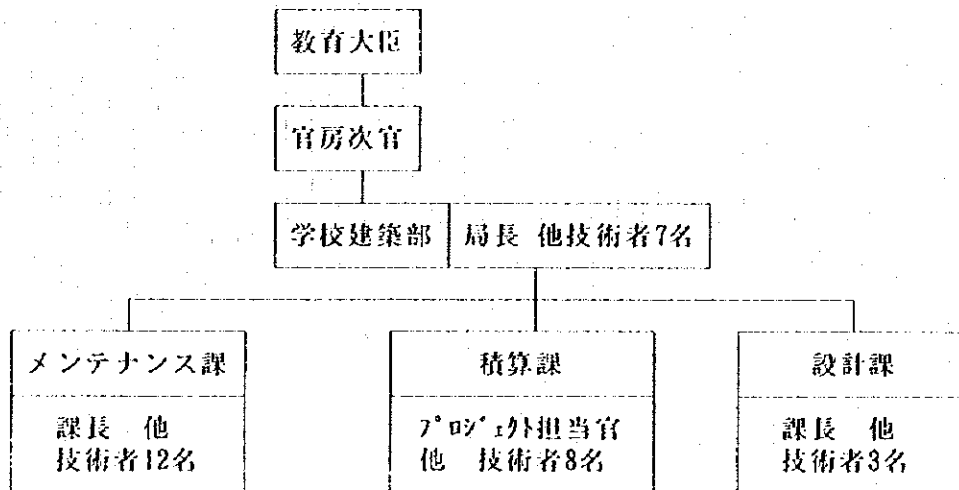 教育大臣
官房次官
学校建築部 局長 他技術者7名
メンテナンス課
課長 他
技術者12名
積算課
プロジェクト担当官
他 技術者8名
設計課
課長 他
技術者3名